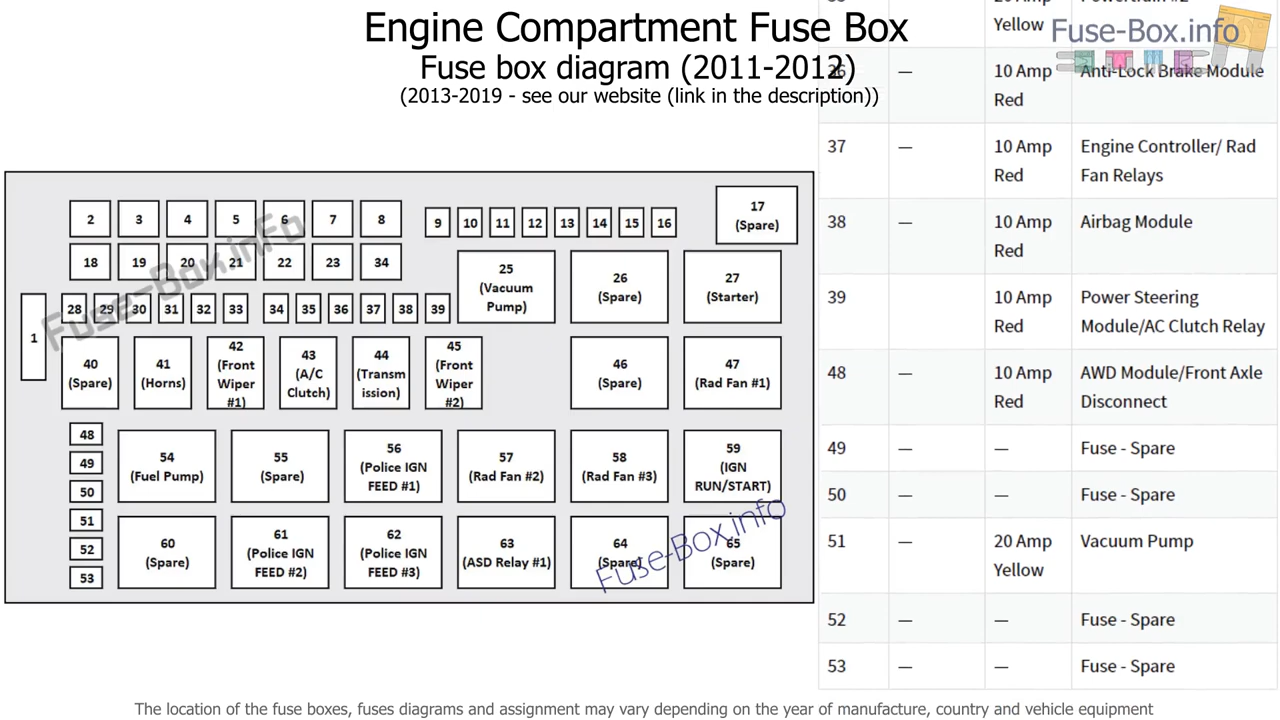 Engine Compartment Fuse Box
Fuse box diagram (2011-2012)
(2013-2019 - see our website (link in the description))
Fuse-Box.info
2 3 4 5 6 7 8
9 10 11 12 13 14 15 16
17
(Spare)
18 19 20 21 22 23 34
25
(Vacuum
Pump)
26
(Spare)
27
(Starter)
1
28 29 30 31 32 33 34 35 36 37 38 39
40
(Spare)
41
(Horns)
42
(Front
Wiper
#1)
43
(A/C
Clutch)
44
(Transm
ission)
45
(Front
Wiper
#2)
46
(Spare)
47
(Rad Fan #1)
48
49
50
51
52
53
54
(Fuel Pump)
55
(Spare)
56
(Police IGN
FEED #1)
57
(Rad Fan #2)
58
(Rad Fan #3)
59
(IGN
RUN/START)
60
(Spare)
61
(Police IGN
FEED #2)
62
(Police IGN
FEED #3)
63
(ASD Relay #1)
64
(Spare)
65
(Spare)
Fuse-Box.inFo
Fuse-Box.info
Yellow
36 — 10 Amp Anti-Lock Brake Module
Red
37 — 10 Amp Engine Controller/ Rad
Red Fan Relays
38 — 10 Amp Airbag Module
Red
39 — 10 Amp Power Steering
Red Module/AC Clutch Relay
48 — 10 Amp AWD Module/Front Axle
Red Disconnect
49 — — Fuse - Spare
50 — — Fuse - Spare
51 — 20 Amp Vacuum Pump
Yellow
52 — — Fuse - Spare
53 — — Fuse - Spare
The location of the fuse boxes, fuses diagrams and assignment may vary depending on the year of manufacture, country and vehicle equipment